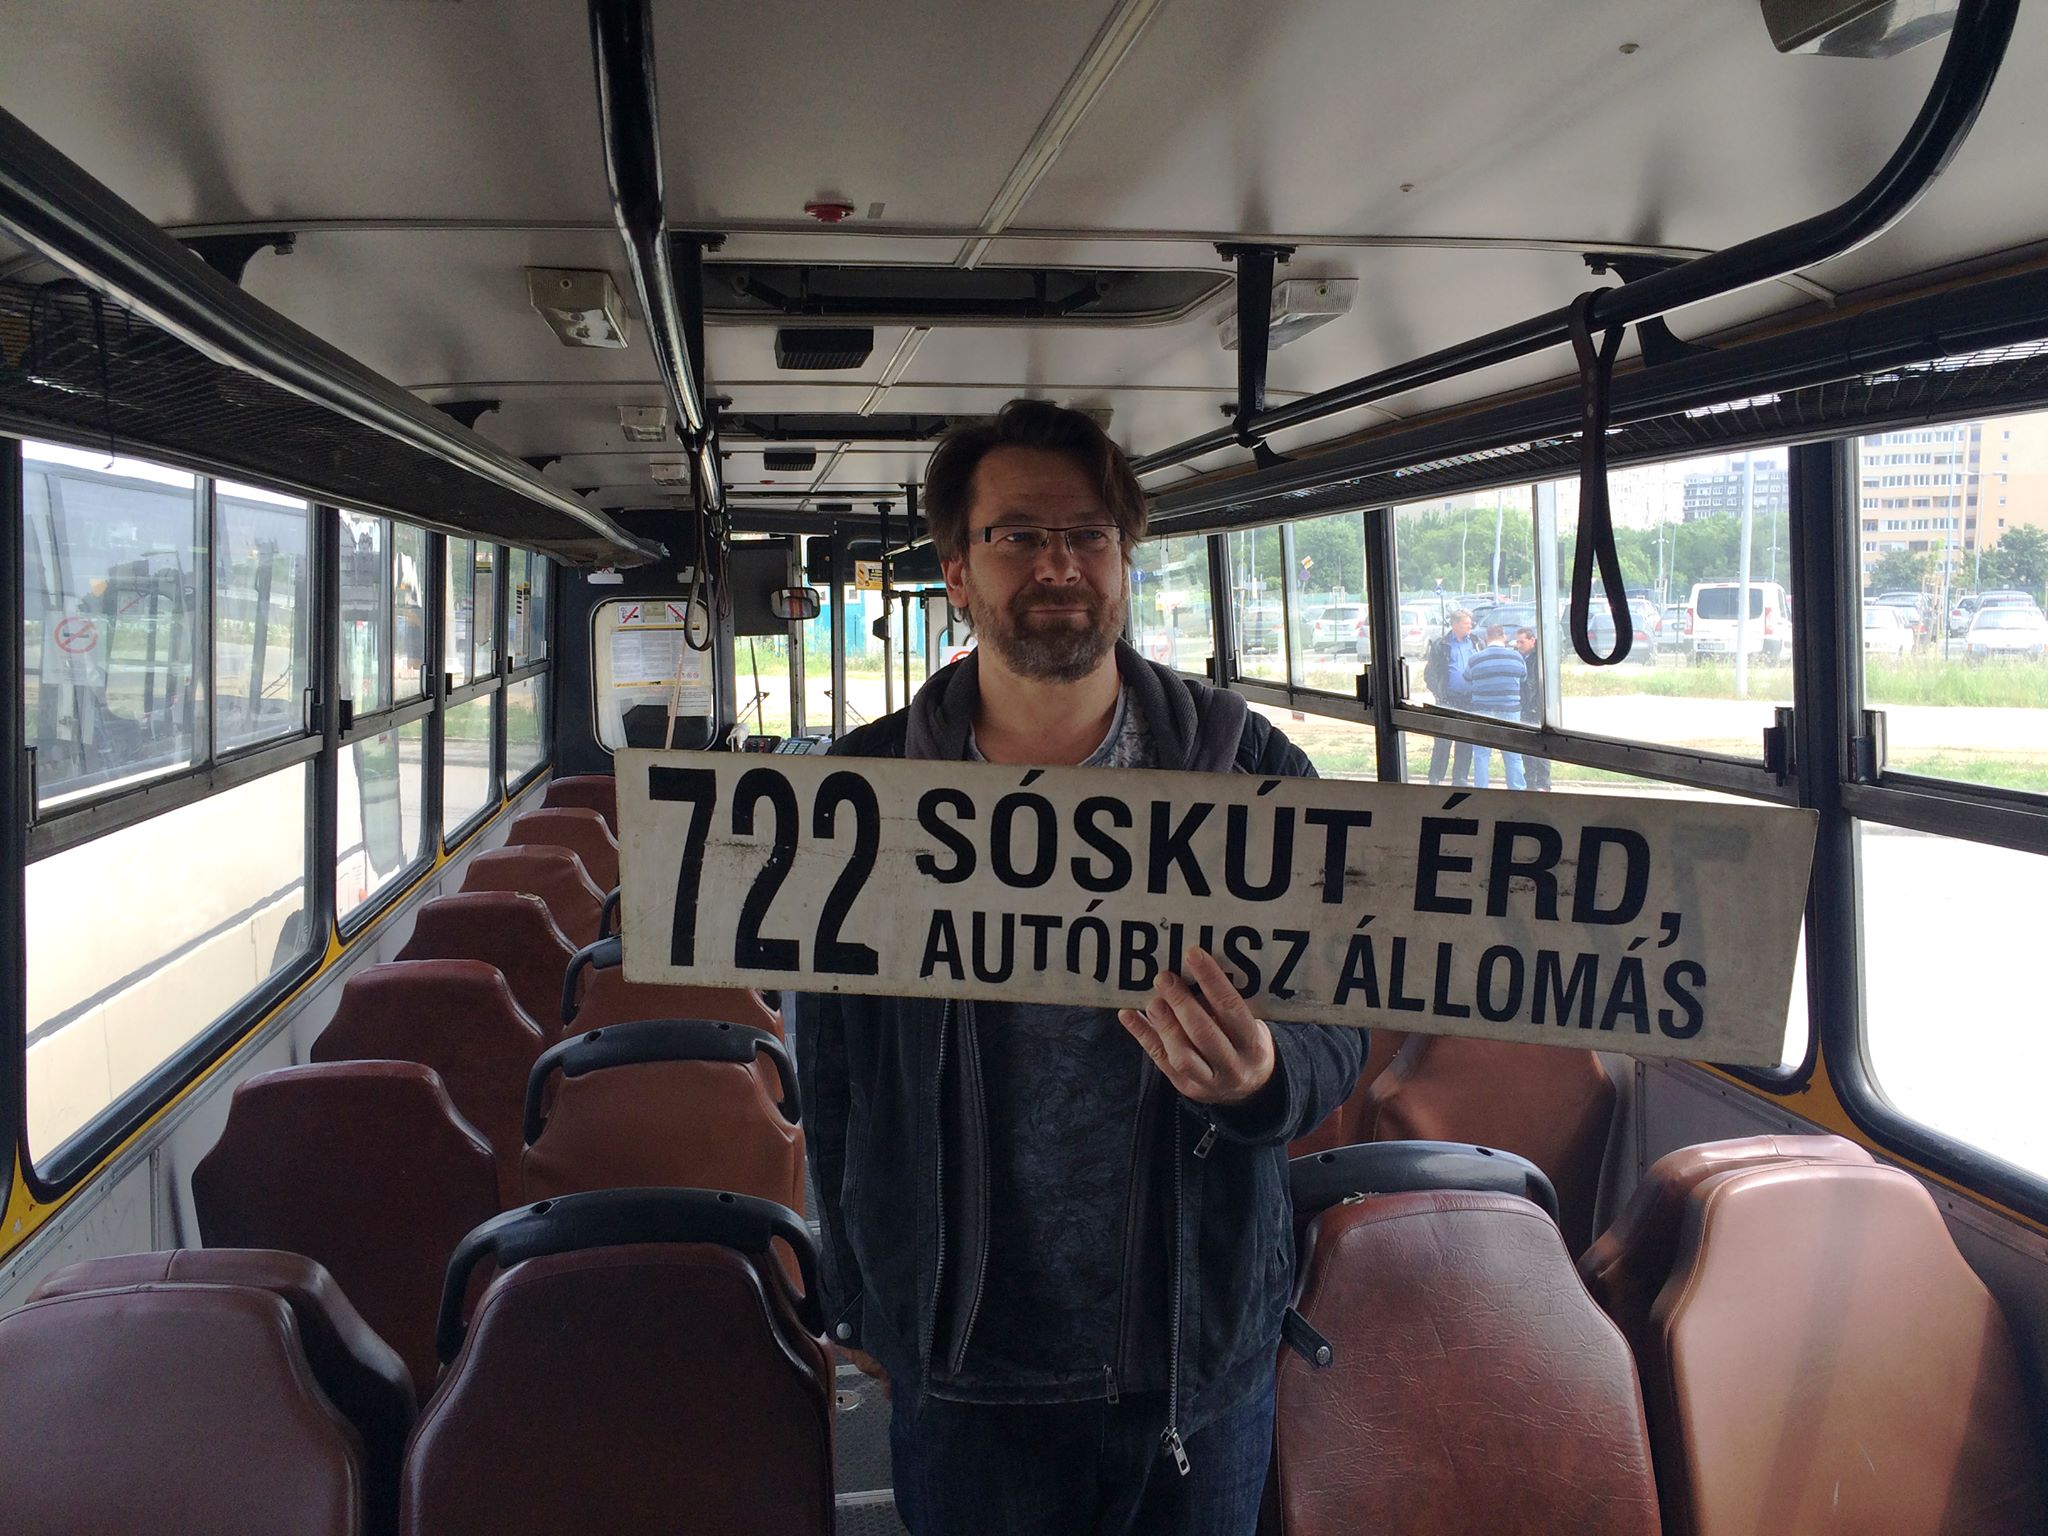 722 SÓSKÚT ÉRD,
AUTÓBUSZ ÁLLOMÁS